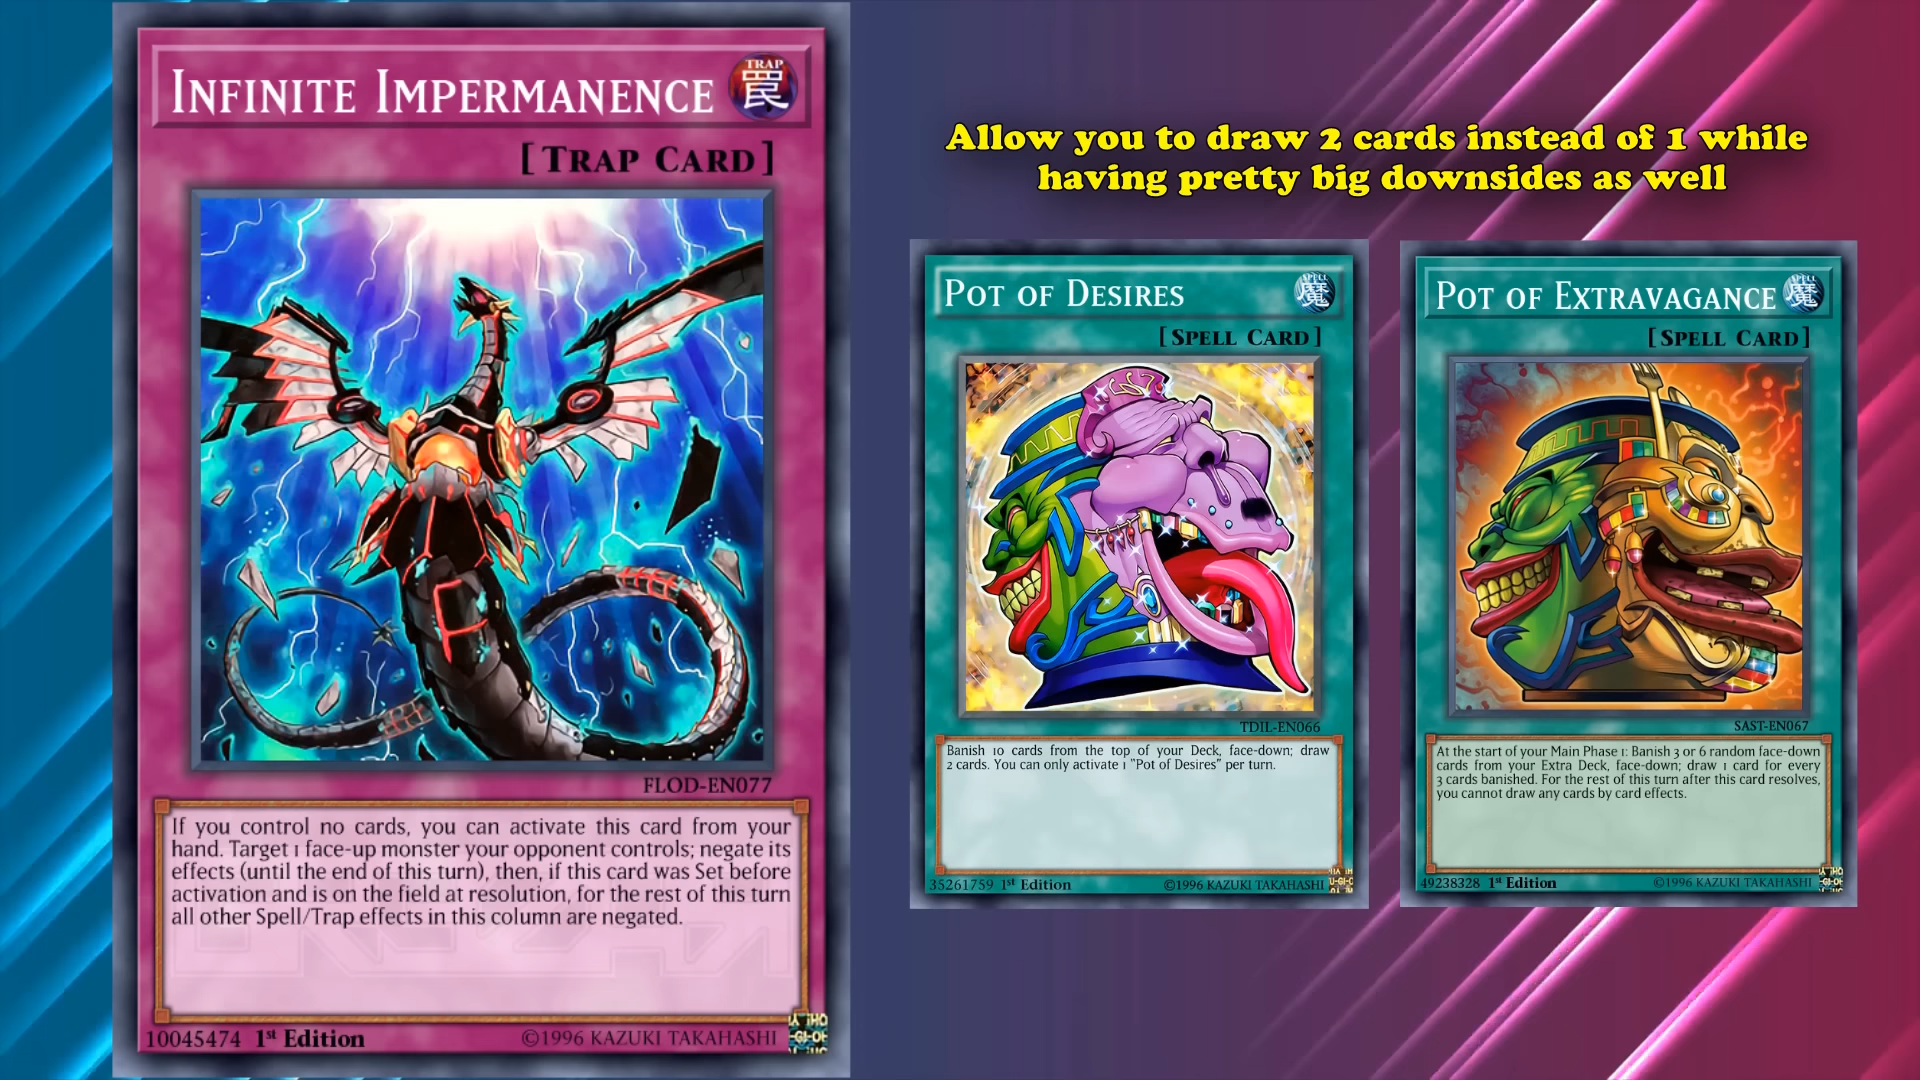 INFINITE IMPERMANENCE
TRAP
罠
[TRAP CARD]
FLOD-EN077
If you control no cards, you can activate this card from your
hand. Target 1 face-up monster your opponent controls; negate its
effects (until the end of this turn), then, if this card was Set before
activation and is on the field at resolution, for the rest of this turn
all other Spell/Trap effects in this column are negated.
10045474 1st Edition
©1996 KAZUKI TAKAHASHI
Allow you to draw 2 cards instead of 1 while
having pretty big downsides as well
POT OF DESIRES
SPELL
魔
[SPELL CARD]
TDIL-EN066
Banish 10 cards from the top of your Deck, face-down; draw
2 cards. You can only activate 1 "Pot of Desires" per turn.
35261759 1st Edition
©1996 KAZUKI TAKAHASHI
POT OF EXTRAVAGANCE
SPELL
魔
[SPELL CARD]
SAST-EN067
At the start of your Main Phase 1: Banish 3 or 6 random face-down
cards from your Extra Deck, face-down; draw 1 card for every
3 cards banished. For the rest of this turn after this card resolves,
you cannot draw any cards by card effects.
49238328 1st Edition
©1996 KAZUKI TAKAHASHI